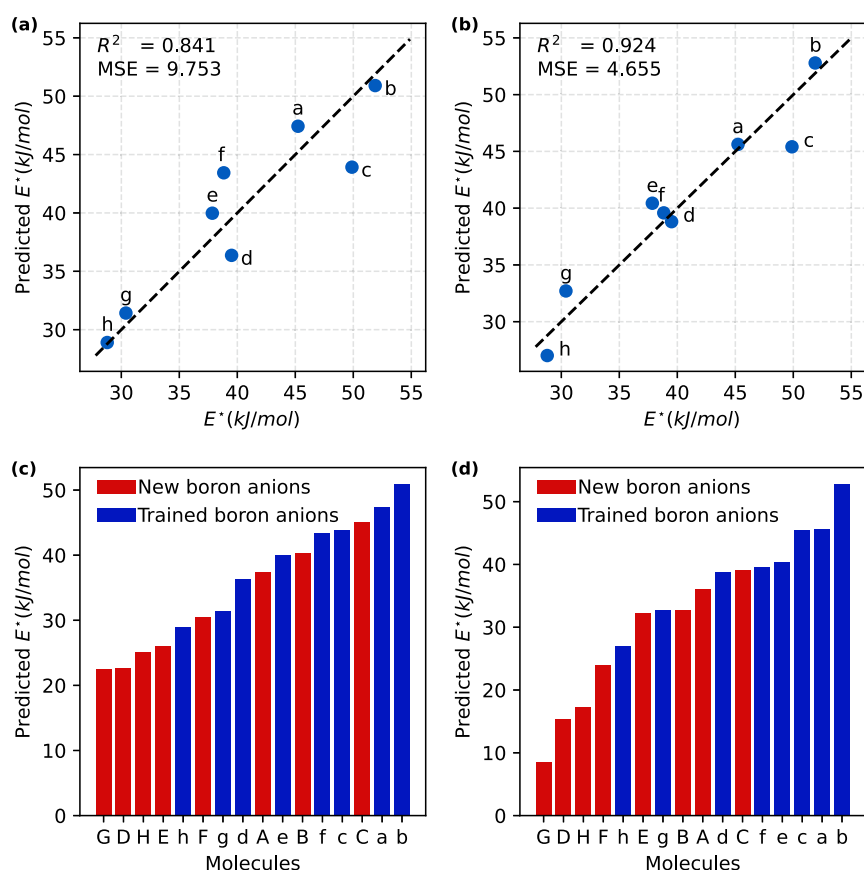 (a)
R² = 0.841
MSE = 9.753
55
50
45
40
35
30
Predicted E*(kJ/mol)
a
b
c
d
e
f
g
h
30 35 40 45 50 55
E*(kJ/mol)
(b)
R² = 0.924
MSE = 4.655
55
50
45
40
35
30
Predicted E*(kJ/mol)
b
a
c
e
f
d
g
h
30 35 40 45 50 55
E*(kJ/mol)
(c)
New boron anions
Trained boron anions
50
40
30
20
10
0
Predicted E*(kJ/mol)
G D H E h F g d A e B f c C a b
Molecules
(d)
New boron anions
Trained boron anions
50
40
30
20
10
0
Predicted E*(kJ/mol)
G D H F h E g B A d C f e c a b
Molecules